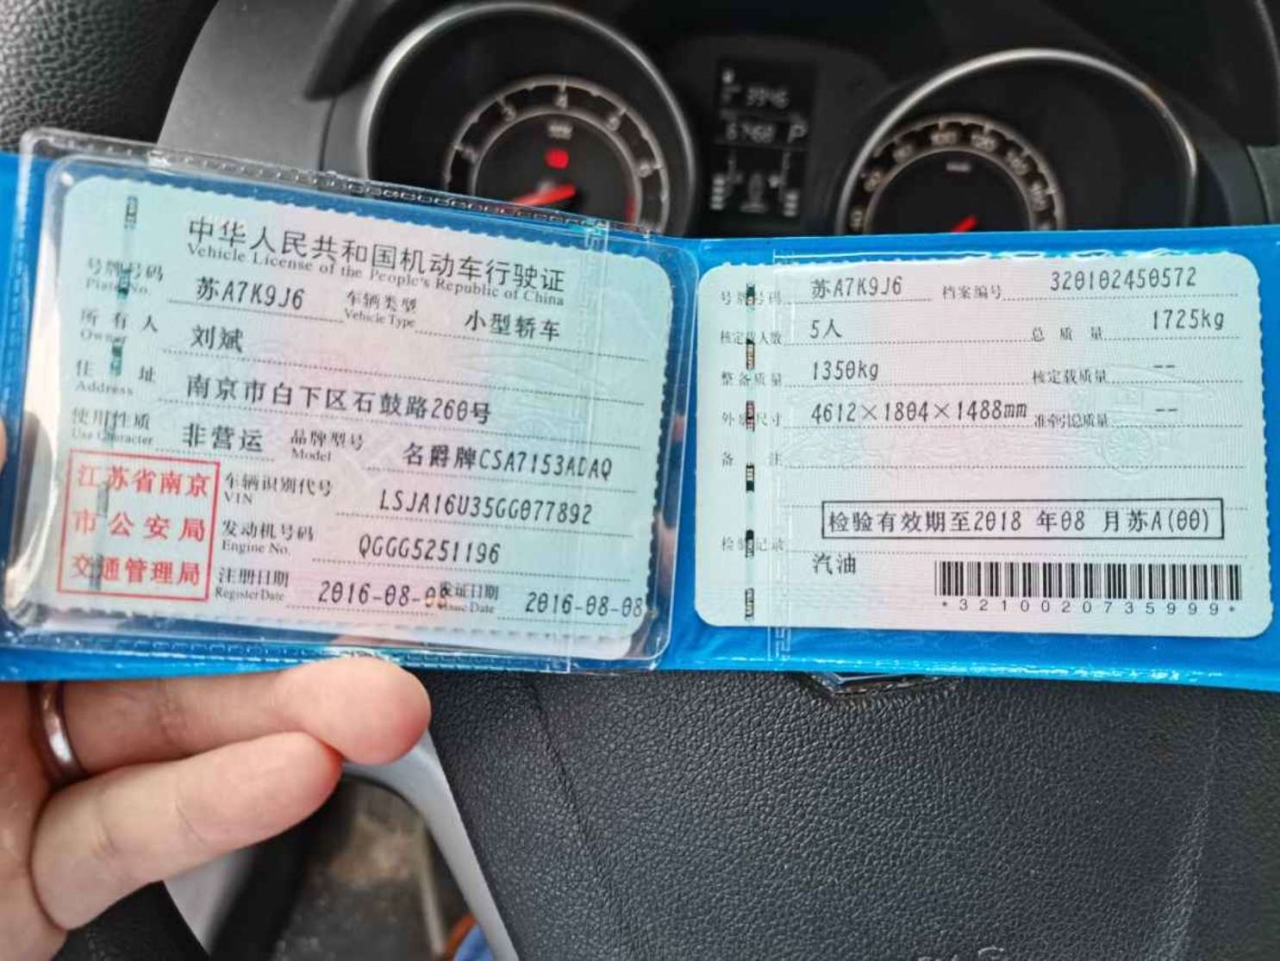 中华人民共和国机动车行驶证
Vehicle License of the People's Republic of China
号牌号码 苏A7K9J6 车辆类型 小型轿车
Plate No. Vehicle Type
所有人 刘斌
Owner
住址 南京市白下区石鼓路260号
Address
使用性质 非营运 品牌型号 名爵牌CSA7153ADAQ
Use Character Model
江苏省南京
市公安局
交通管理局
车辆识别代号 LSJA16U35GG077892
VIN
发动机号码 QGGG5251196
Engine No.
注册日期 2016-08-08 发证日期 2016-08-08
Register Date Issue Date
号牌号码 苏A7K9J6 档案编号 320102450572
核定载人数 5人 总质量 1725kg
整备质量 1350kg 核定载质量 --
外廓尺寸 4612×1804×1488mm 准牵引总质量 --
备注
检验有效期至2018 年08 月苏A(00)
检验记录
汽油
*3210020735999*